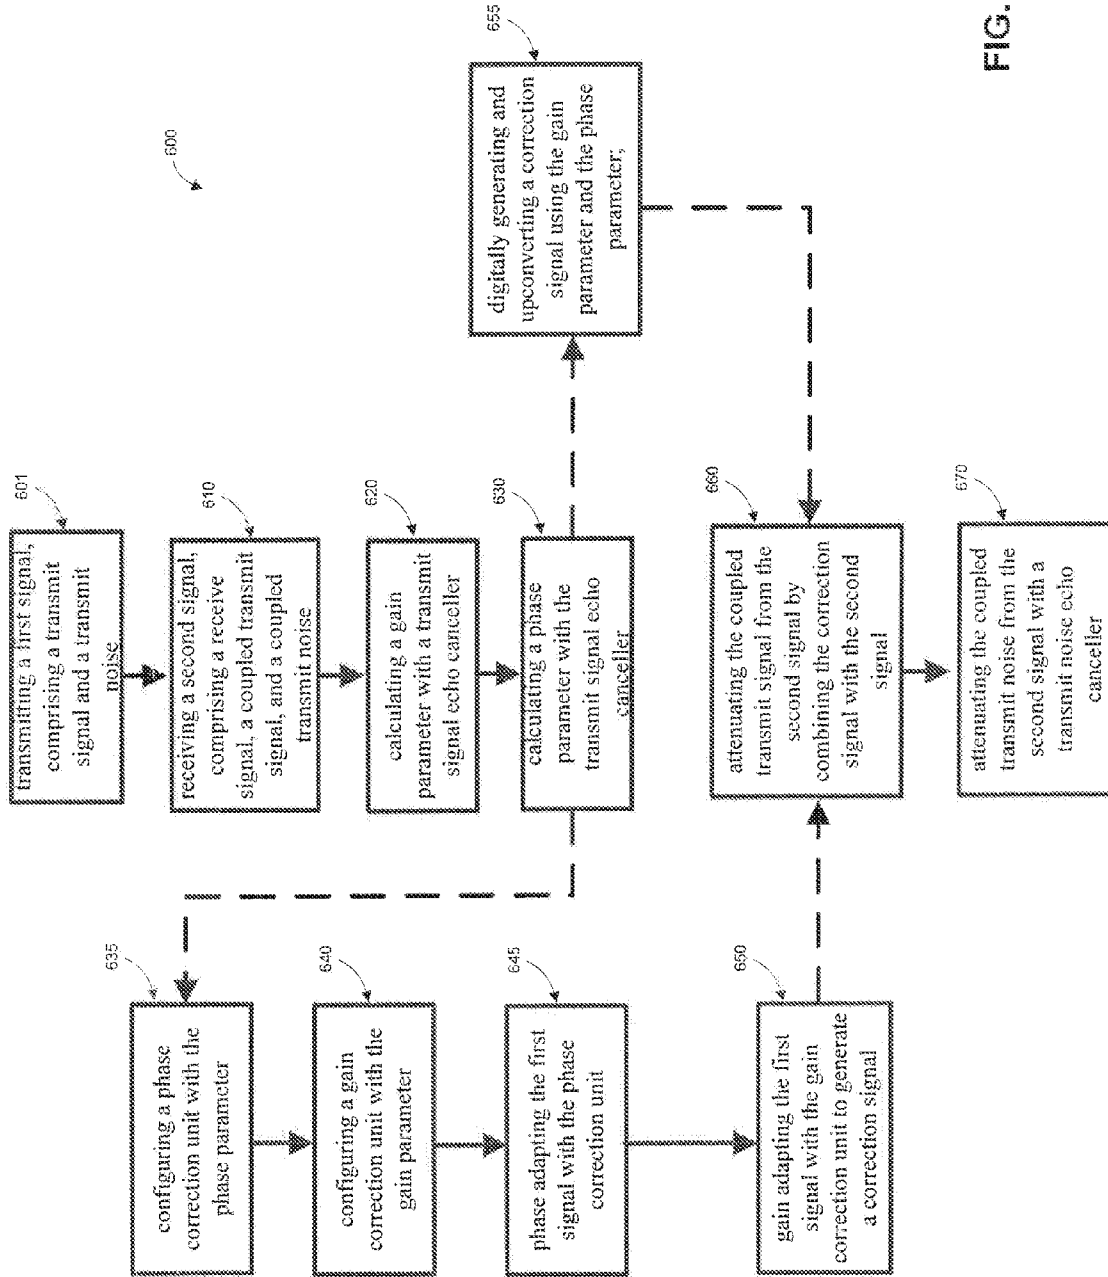 600
601
transmitting a first signal,
comprising a transmit
signal and a transmit
noise
610
receiving a second signal,
comprising a receive
signal, a coupled transmit
signal, and a coupled
transmit noise
620
calculating a gain
parameter with a transmit
signal echo canceller
630
calculating a phase
parameter with the
transmit signal echo
canceller
635
configuring a phase
correction unit with the
phase parameter
640
configuring a gain
correction unit with the
gain parameter
645
phase adapting the first
signal with the phase
correction unit
650
gain adapting the first
signal with the gain
correction unit to generate
a correction signal
655
digitally generating and
upconverting a correction
signal using the gain
parameter and the phase
parameter;
660
attenuating the coupled
transmit signal from the
second signal by
combining the correction
signal with the second
signal
670
attenuating the coupled
transmit noise from the
second signal with a
transmit noise echo
canceller
FIG.